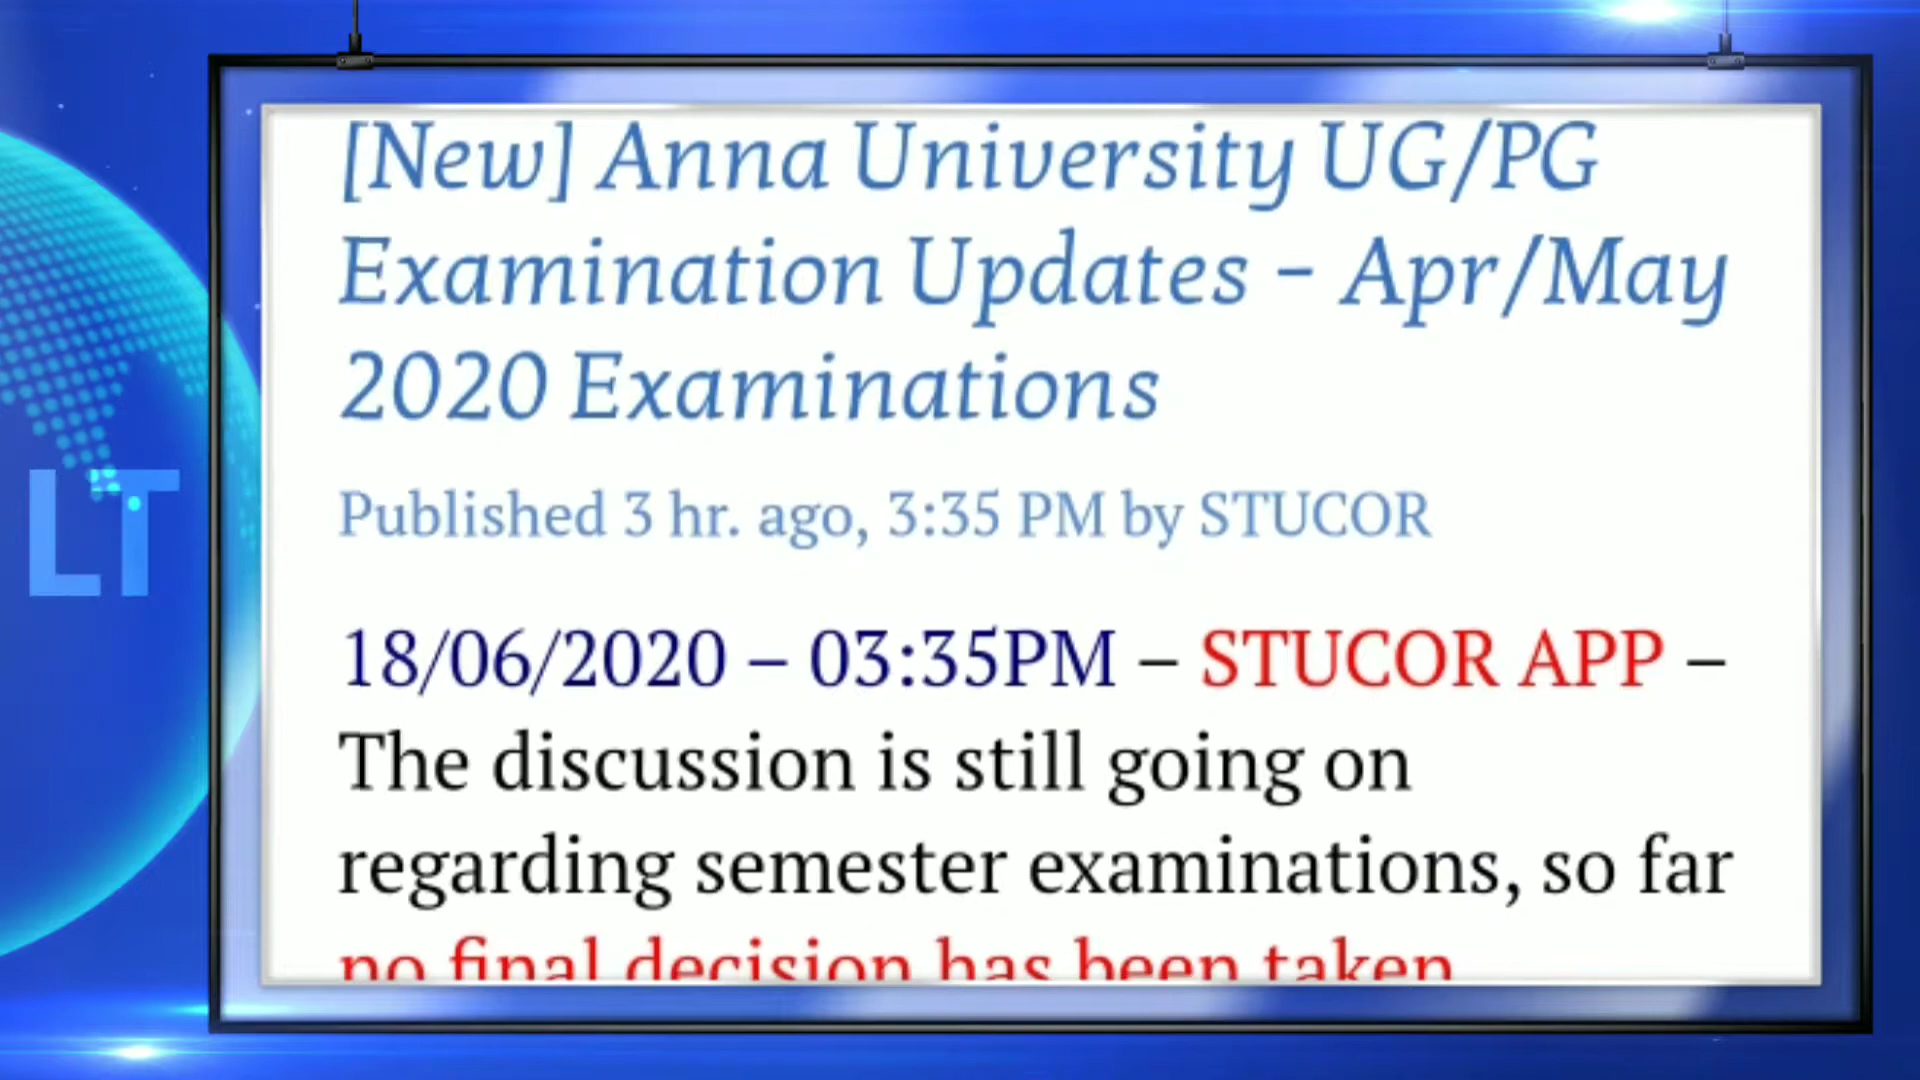 [New] Anna University UG/PG
Examination Updates – Apr/May
2020 Examinations
Published 3 hr. ago, 3:35 PM by STUCOR
18/06/2020 – 03:35PM – STUCOR APP –
The discussion is still going on
regarding semester examinations, so far
no final decision has been taken
LT